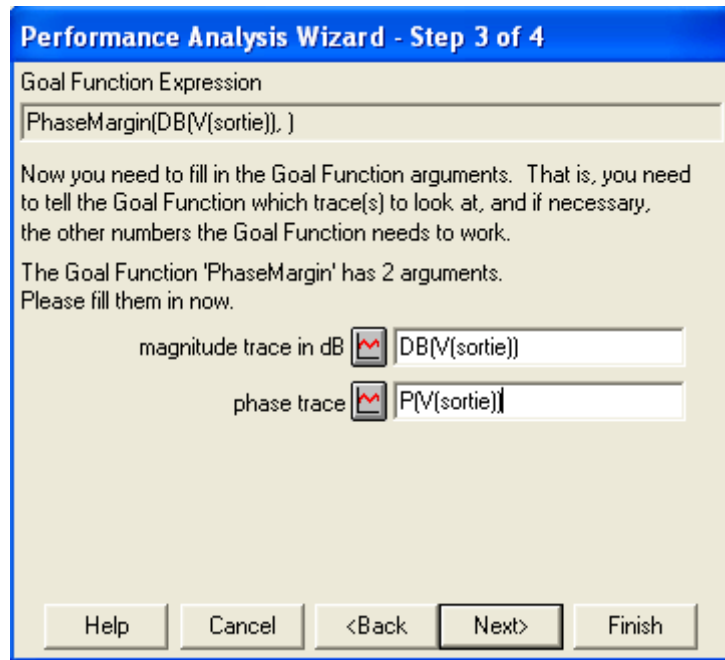 Performance Analysis Wizard - Step 3 of 4
Goal Function Expression
PhaseMargin(DB(V(sortie)), )
Now you need to fill in the Goal Function arguments.  That is, you need
to tell the Goal Function which trace(s) to look at, and if necessary,
the other numbers the Goal Function needs to work.
The Goal Function 'PhaseMargin' has 2 arguments.
Please fill them in now.
magnitude trace in dB DB(V(sortie))
phase trace P(V(sortie))
Help Cancel <Back Next> Finish